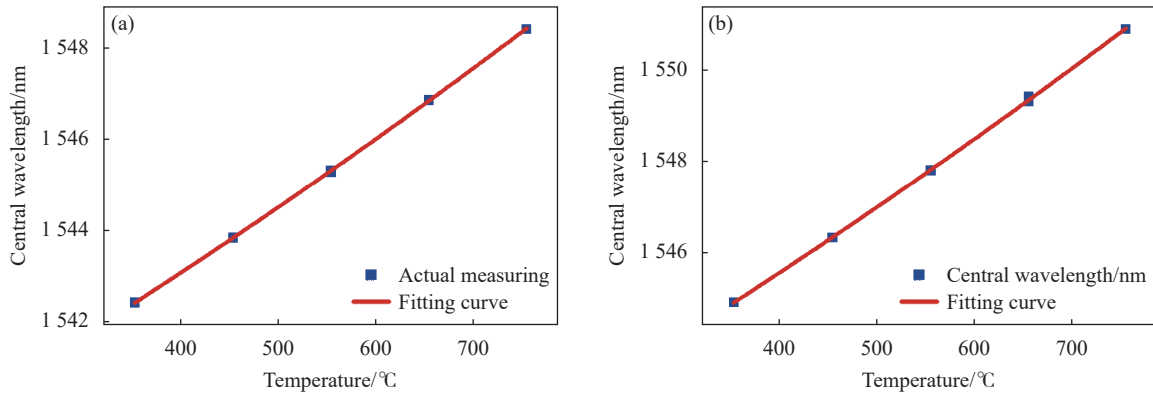 (a)
Central wavelength/nm
1 548
1 546
1 544
1 542
400 500 600 700
Temperature/℃
Actual measuring
Fitting curve
(b)
Central wavelength/nm
1 550
1 548
1 546
400 500 600 700
Temperature/℃
Central wavelength/nm
Fitting curve